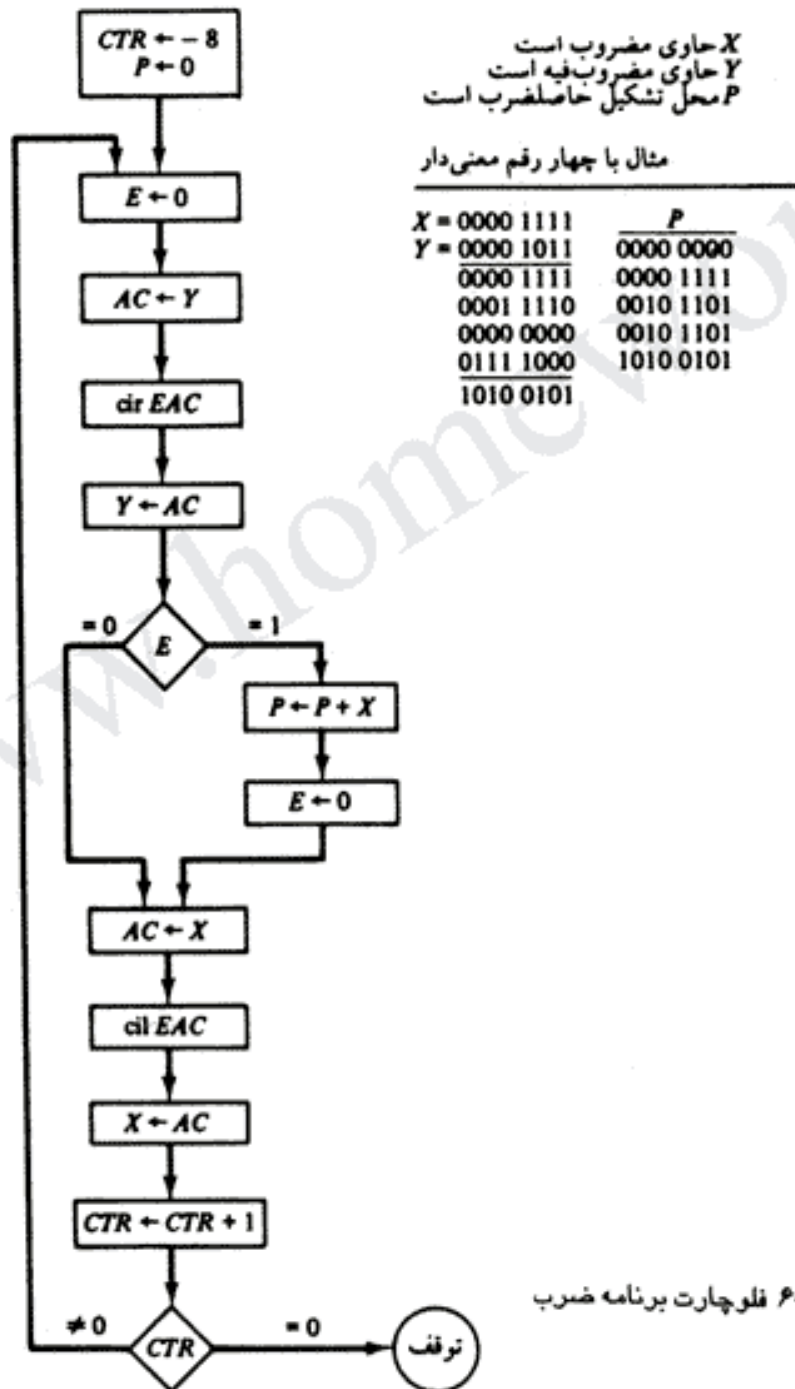 CTR ← − 8
P ← 0
X حاوی مضروب است
Y حاوی مضروب‌فیه است
P محل تشکیل حاصلضرب است
مثال با چهار رقم معنی‌دار
X = 0000 1111 P
Y = 0000 1011 0000 0000
0000 1111 0000 1111
0001 1110 0010 1101
0000 0000 0010 1101
0111 1000 1010 0101
1010 0101
E ← 0
AC ← Y
cir EAC
Y ← AC
= 0 E = 1
P ← P + X
E ← 0
AC ← X
cil EAC
X ← AC
CTR ← CTR + 1
≠ 0 CTR = 0 توقف
۶ فلوچارت برنامه ضرب